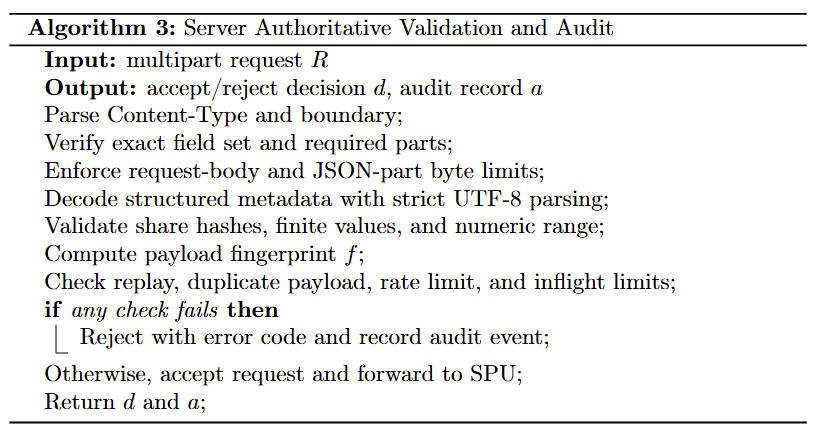 Algorithm 3: Server Authoritative Validation and Audit
Input: multipart request R
Output: accept/reject decision d, audit record a
Parse Content-Type and boundary;
Verify exact field set and required parts;
Enforce request-body and JSON-part byte limits;
Decode structured metadata with strict UTF-8 parsing;
Validate share hashes, finite values, and numeric range;
Compute payload fingerprint f;
Check replay, duplicate payload, rate limit, and inflight limits;
if any check fails then
Reject with error code and record audit event;
Otherwise, accept request and forward to SPU;
Return d and a;